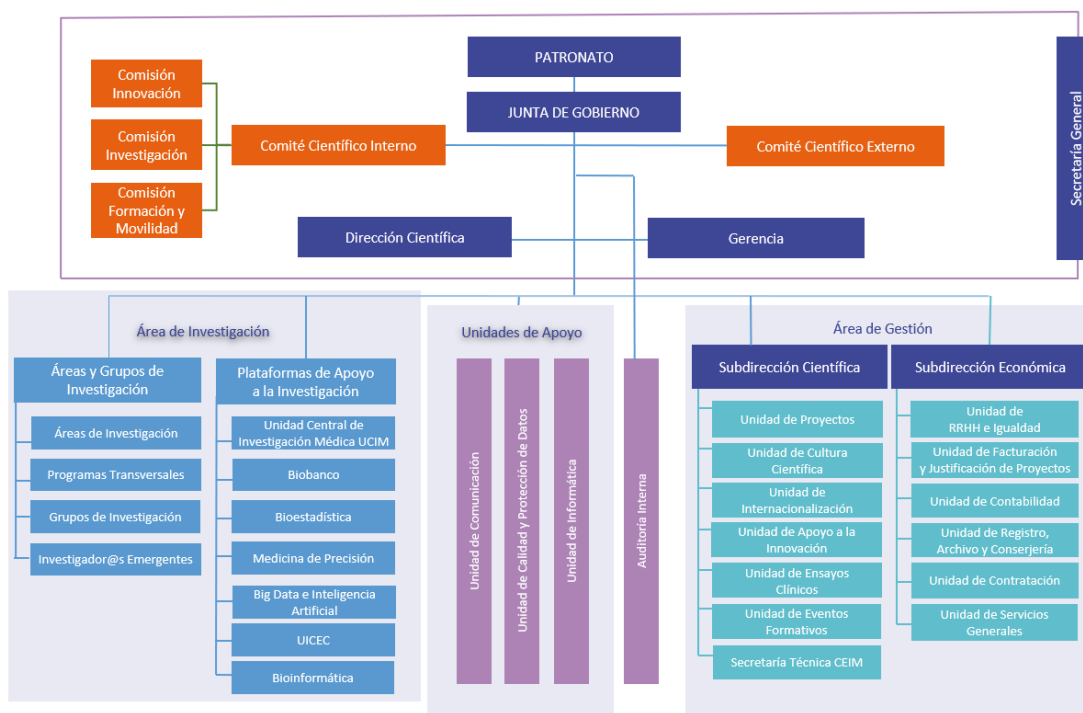 PATRONATO
JUNTA DE GOBIERNO
Secretaría General
Comisión
Innovación
Comisión
Investigación
Comisión
Formación y
Movilidad
Comité Científico Interno
Comité Científico Externo
Dirección Científica
Gerencia
Área de Investigación
Áreas y Grupos de
Investigación
Áreas de Investigación
Programas Transversales
Grupos de Investigación
Investigador@s Emergentes
Plataformas de Apoyo
a la Investigación
Unidad Central de
Investigación Médica UCIM
Biobanco
Bioestadística
Medicina de Precisión
Big Data e Inteligencia
Artificial
UICEC
Bioinformática
Unidades de Apoyo
Unidad de Comunicación
Unidad de Calidad y Protección de Datos
Unidad de Informática
Auditoría Interna
Área de Gestión
Subdirección Científica
Unidad de Proyectos
Unidad de Cultura
Científica
Unidad de
Internacionalización
Unidad de Apoyo a la
Innovación
Unidad de Ensayos
Clínicos
Unidad de Eventos
Formativos
Secretaría Técnica CEIM
Subdirección Económica
Unidad de
RRHH e Igualdad
Unidad de Facturación
y Justificación de Proyectos
Unidad de Contabilidad
Unidad de Registro,
Archivo y Conserjería
Unidad de Contratación
Unidad de Servicios
Generales